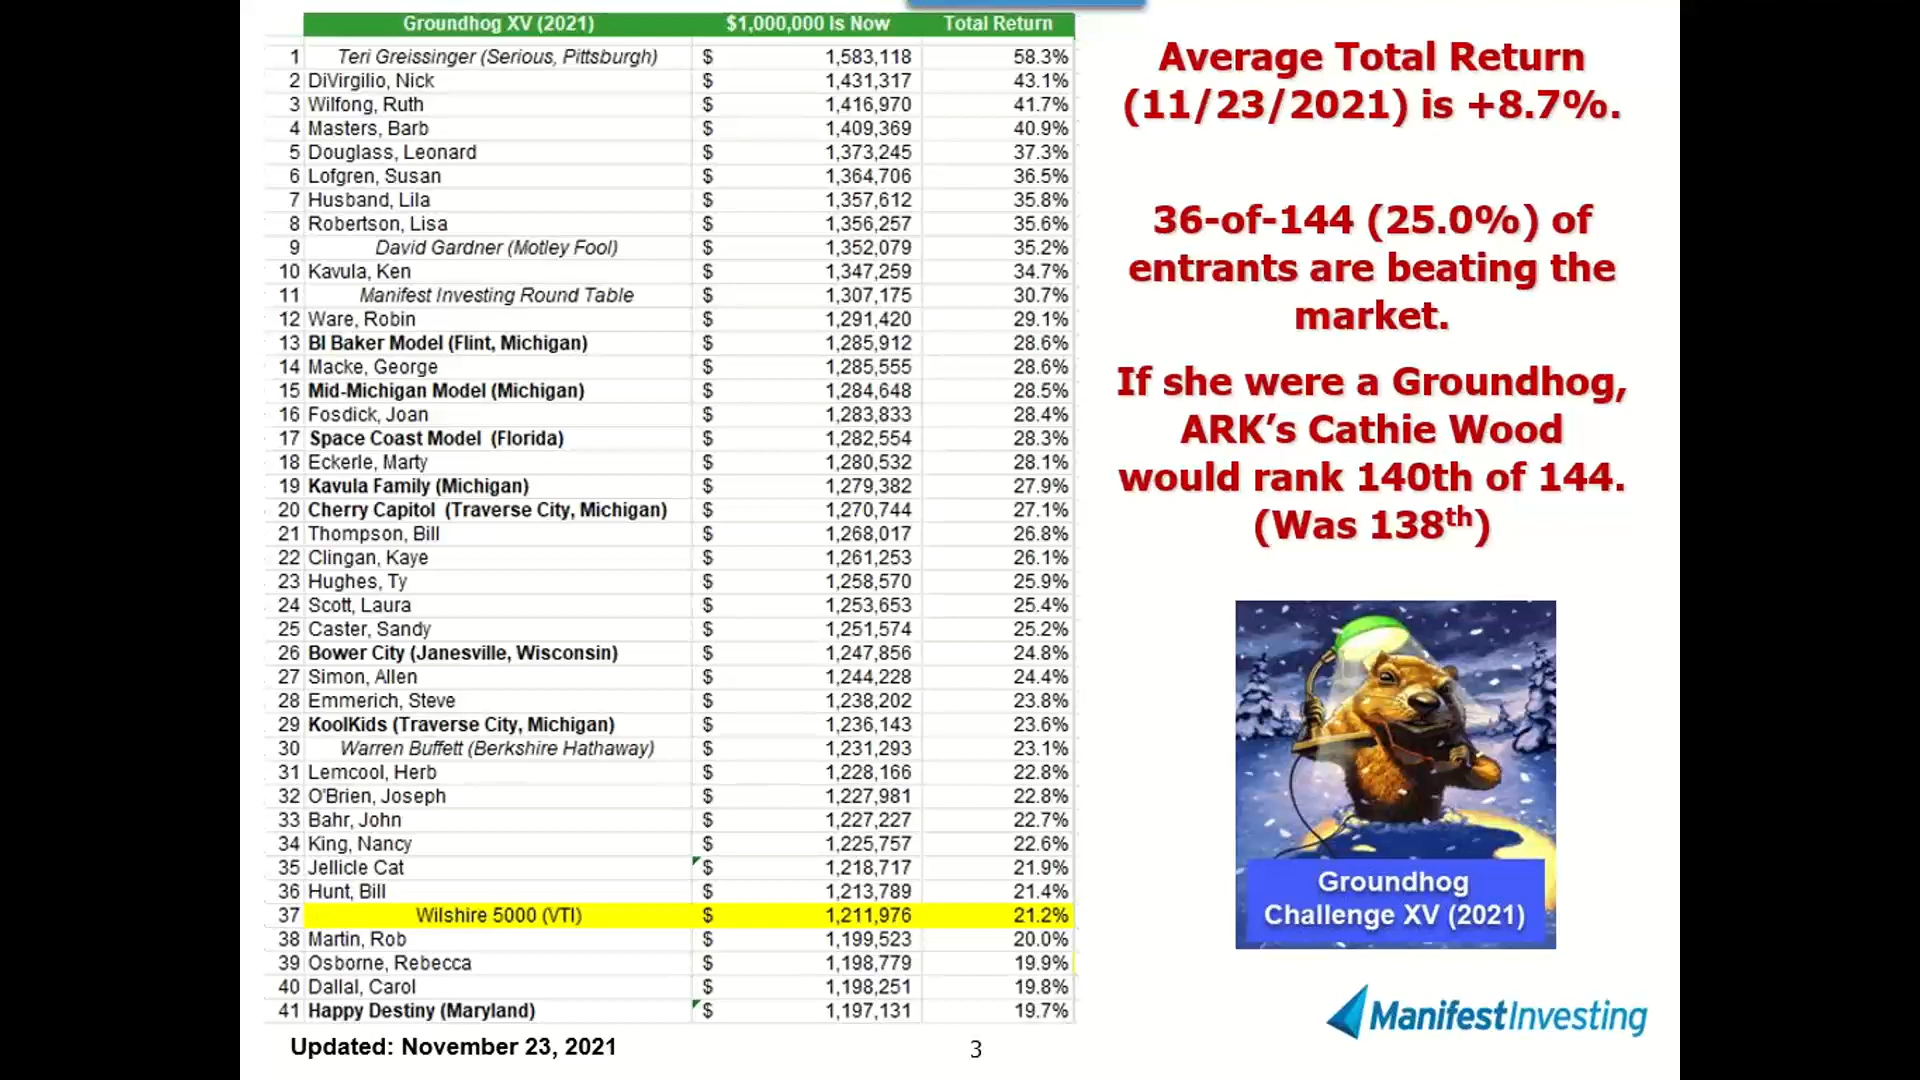 Groundhog XV (2021) $1,000,000 Is Now Total Return
1 Teri Greissinger (Serious, Pittsburgh) $ 1,583,118 58.3%
2 DiVirgilio, Nick $ 1,431,317 43.1%
3 Wilfong, Ruth $ 1,416,970 41.7%
4 Masters, Barb $ 1,409,369 40.9%
5 Douglass, Leonard $ 1,373,245 37.3%
6 Lofgren, Susan $ 1,364,706 36.5%
7 Husband, Lila $ 1,357,612 35.8%
8 Robertson, Lisa $ 1,356,257 35.6%
9 David Gardner (Motley Fool) $ 1,352,079 35.2%
10 Kavula, Ken $ 1,347,259 34.7%
11 Manifest Investing Round Table $ 1,307,175 30.7%
12 Ware, Robin $ 1,291,420 29.1%
13 BI Baker Model (Flint, Michigan) $ 1,285,912 28.6%
14 Macke, George $ 1,285,555 28.6%
15 Mid-Michigan Model (Michigan) $ 1,284,648 28.5%
16 Fosdick, Joan $ 1,283,833 28.4%
17 Space Coast Model (Florida) $ 1,282,554 28.3%
18 Eckerle, Marty $ 1,280,532 28.1%
19 Kavula Family (Michigan) $ 1,279,382 27.9%
20 Cherry Capitol (Traverse City, Michigan) $ 1,270,744 27.1%
21 Thompson, Bill $ 1,268,017 26.8%
22 Clingan, Kaye $ 1,261,253 26.1%
23 Hughes, Ty $ 1,258,570 25.9%
24 Scott, Laura $ 1,253,653 25.4%
25 Caster, Sandy $ 1,251,574 25.2%
26 Bower City (Janesville, Wisconsin) $ 1,247,856 24.8%
27 Simon, Allen $ 1,244,228 24.4%
28 Emmerich, Steve $ 1,238,202 23.8%
29 KoolKids (Traverse City, Michigan) $ 1,236,143 23.6%
30 Warren Buffett (Berkshire Hathaway) $ 1,231,293 23.1%
31 Lemcool, Herb $ 1,228,166 22.8%
32 O'Brien, Joseph $ 1,227,981 22.8%
33 Bahr, John $ 1,227,227 22.7%
34 King, Nancy $ 1,225,757 22.6%
35 Jellicle Cat $ 1,218,717 21.9%
36 Hunt, Bill $ 1,213,789 21.4%
37 Wilshire 5000 (VTI) $ 1,211,976 21.2%
38 Martin, Rob $ 1,199,523 20.0%
39 Osborne, Rebecca $ 1,198,779 19.9%
40 Dallal, Carol $ 1,198,251 19.8%
41 Happy Destiny (Maryland) $ 1,197,131 19.7%
Updated: November 23, 2021
3
Average Total Return
(11/23/2021) is +8.7%.
36-of-144 (25.0%) of
entrants are beating the
market.
If she were a Groundhog,
ARK’s Cathie Wood
would rank 140th of 144.
(Was 138th)
Groundhog
Challenge XV (2021)
ManifestInvesting